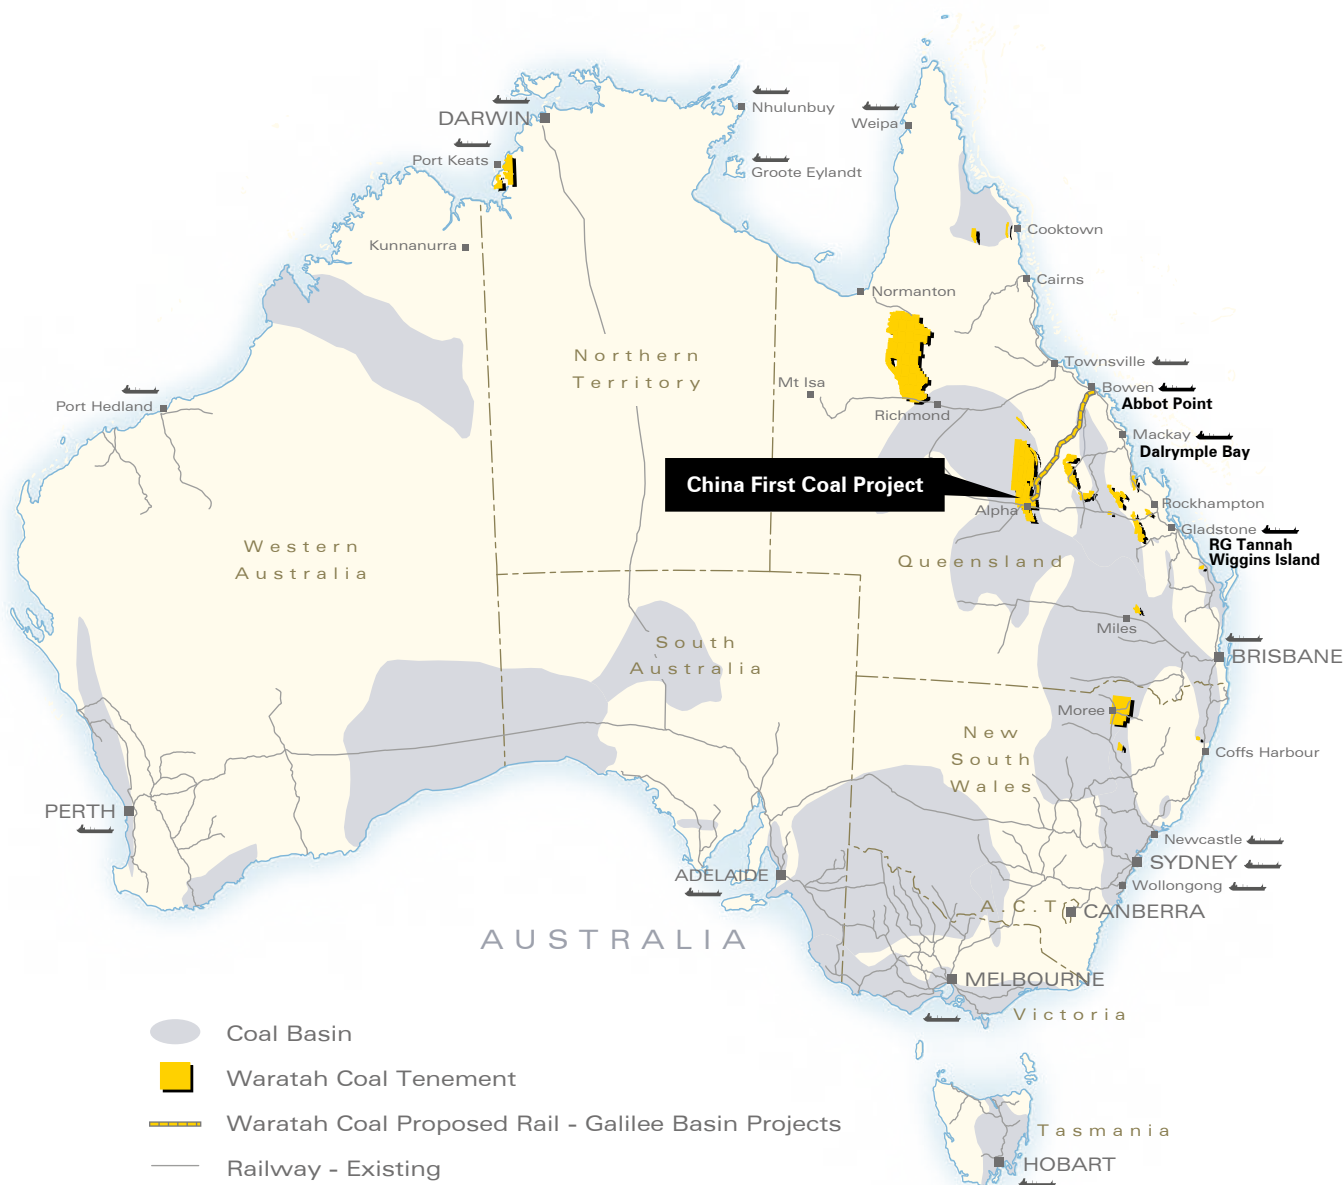 DARWIN
Nhulunbuy
Weipa
Port Keats
Groote Eylandt
Kunnanurra
Cooktown
Cairns
Normanton
Northern
Territory
Mt Isa
Townsville
Bowen
Abbot Point
Port Hedland
Richmond
Mackay
Dalrymple Bay
China First Coal Project
Alpha
Rockhampton
Gladstone
RG Tannah
Wiggins Island
Western
Australia
Queensland
Miles
South
Australia
BRISBANE
Moree
New
South
Wales
Coffs Harbour
PERTH
Newcastle
SYDNEY
ADELAIDE
Wollongong
A.C.T.
CANBERRA
AUSTRALIA
MELBOURNE
Victoria
Coal Basin
Waratah Coal Tenement
Waratah Coal Proposed Rail - Galilee Basin Projects
Tasmania
Railway - Existing
HOBART